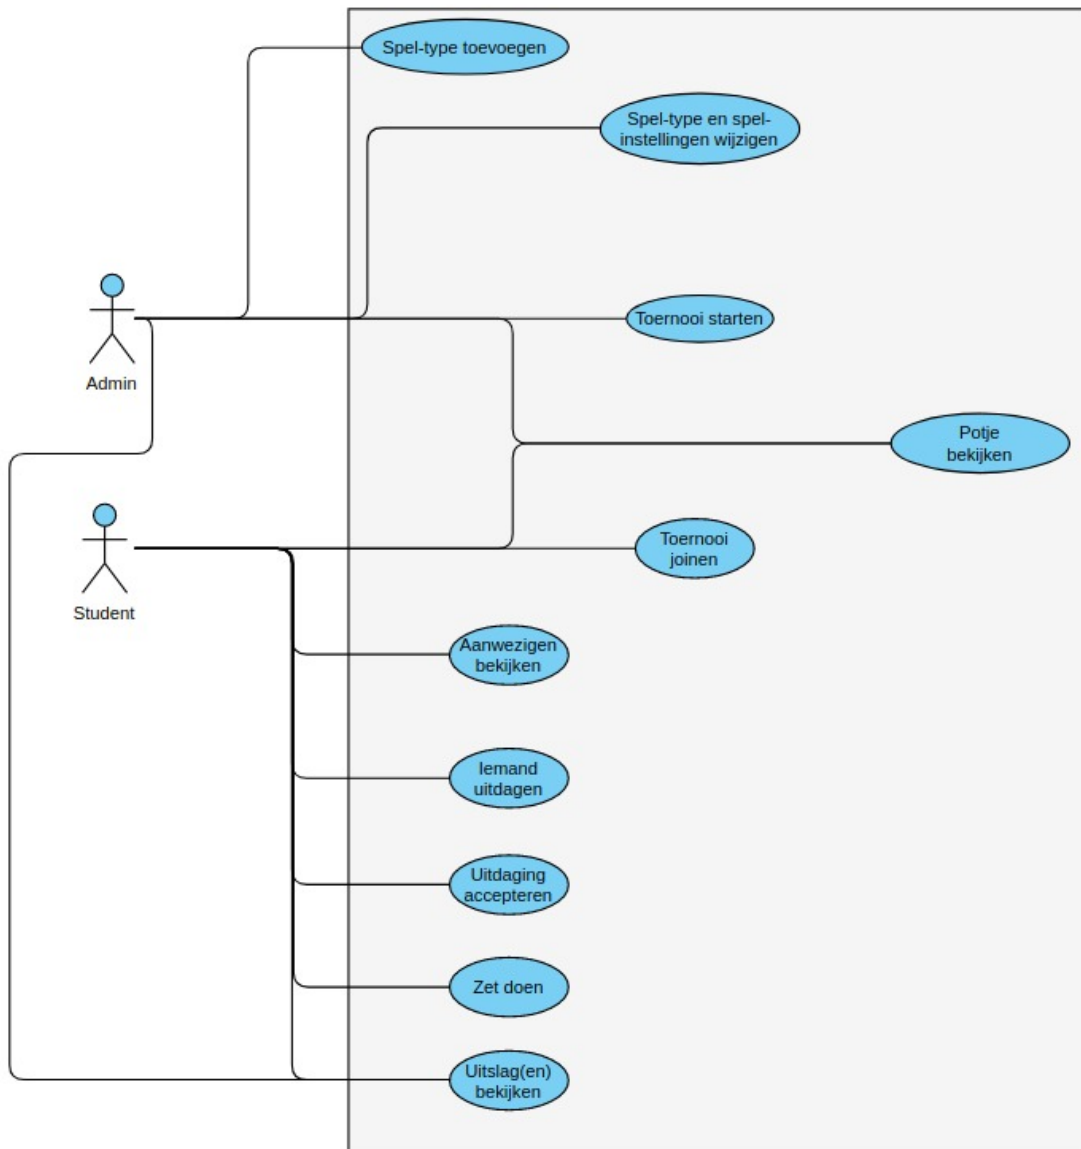 Spel-type toevoegen
Spel-type en spel-
instellingen wijzigen
Toernooi starten
Admin
Potje
bekijken
Toernooi
joinen
Student
Aanwezigen
bekijken
Iemand
uitdagen
Uitdaging
accepteren
Zet doen
Uitslag(en)
bekijken